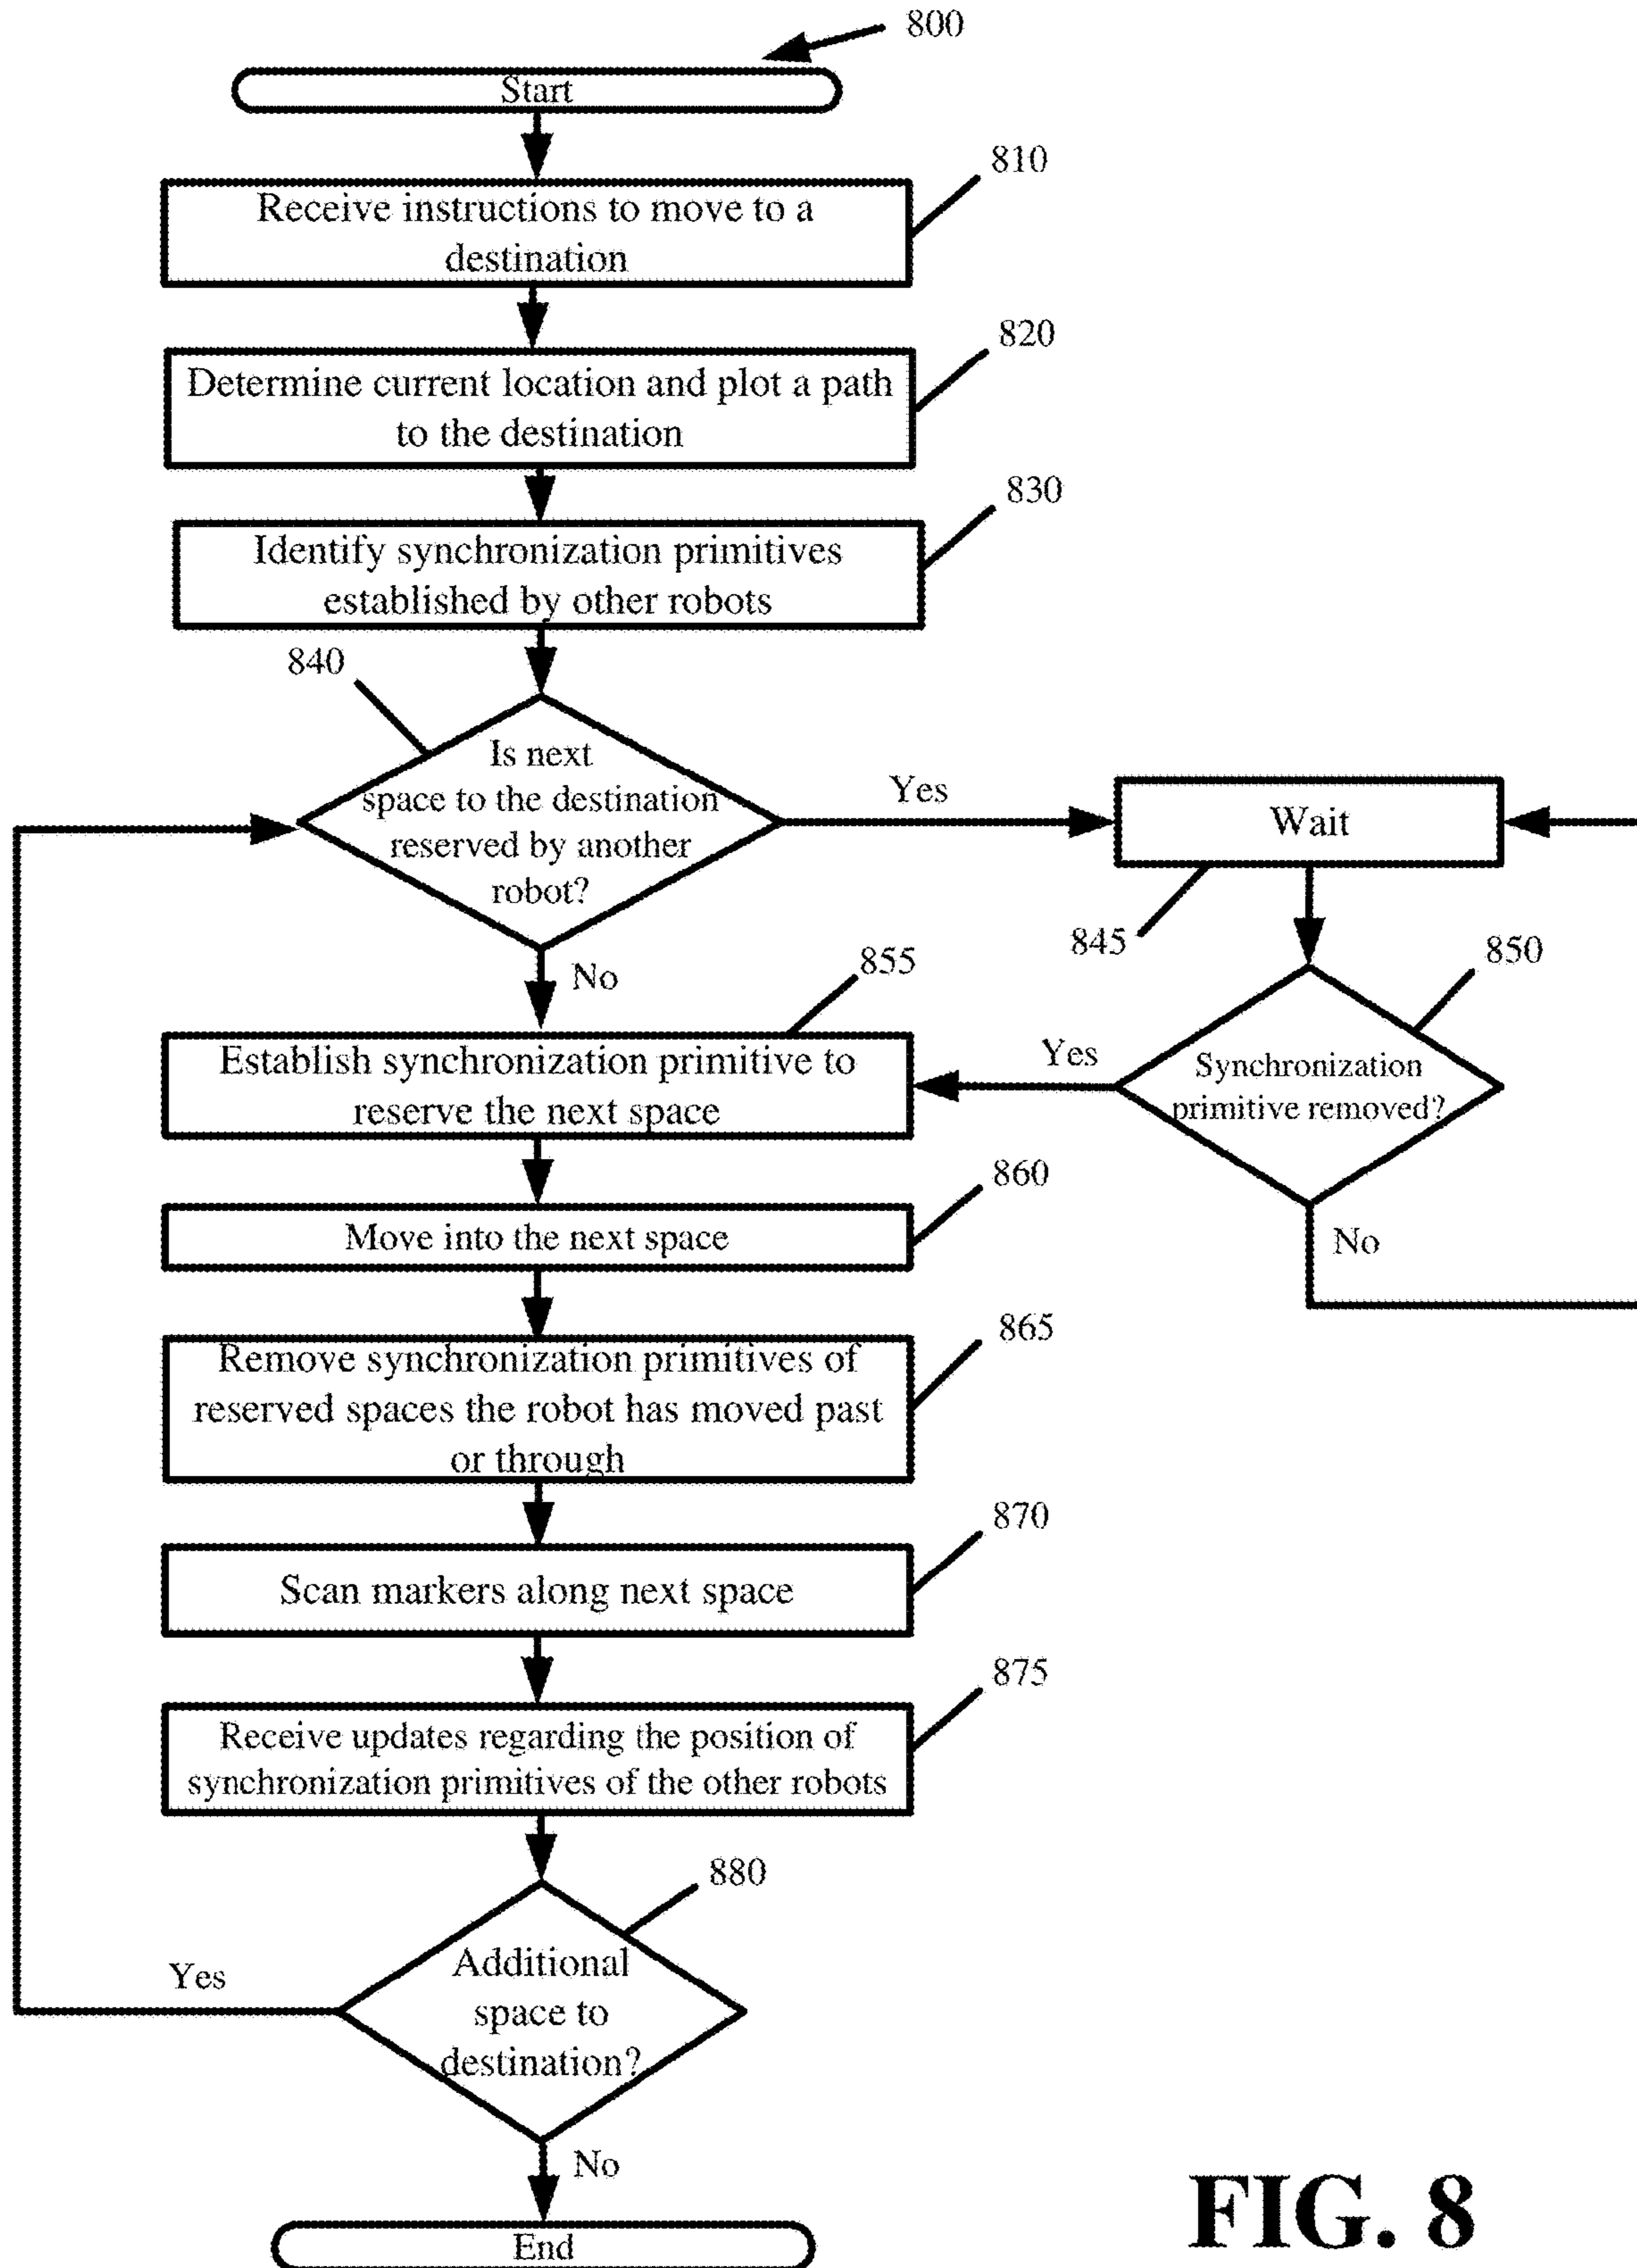 800
Start
810
Receive instructions to move to a
destination
820
Determine current location and plot a path
to the destination
830
Identify synchronization primitives
established by other robots
840
Is next
space to the destination
reserved by another
robot?
Yes
Wait
845
850
No
855
Establish synchronization primitive to
reserve the next space
Yes
Synchronization
primitive removed?
860
Move into the next space
No
865
Remove synchronization primitives of
reserved spaces the robot has moved past
or through
870
Scan markers along next space
875
Receive updates regarding the position of
synchronization primitives of the other robots
880
Additional
space to
destination?
Yes
No
End
FIG. 8